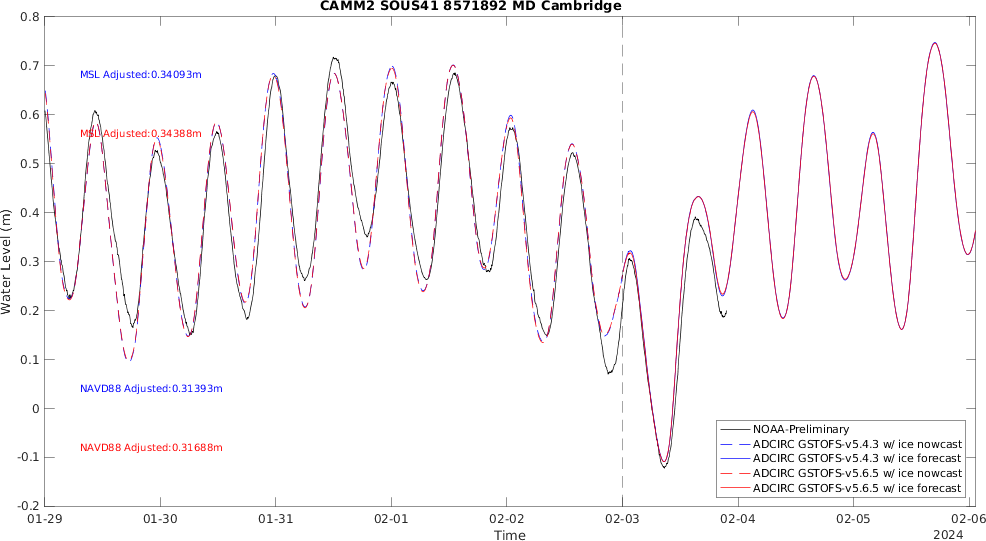 CAMM2 SOUS41 8571892 MD Cambridge
0.8
0.7
0.6
0.5
0.4
0.3
0.2
0.1
0
-0.1
-0.2
Water Level (m)
MSL Adjusted:0.34093m
MSL Adjusted:0.34388m
NAVD88 Adjusted:0.31393m
NAVD88 Adjusted:0.31688m
NOAA-Preliminary
ADCIRC GSTOFS-v5.4.3 w/ ice nowcast
ADCIRC GSTOFS-v5.4.3 w/ ice forecast
ADCIRC GSTOFS-v5.6.5 w/ ice nowcast
ADCIRC GSTOFS-v5.6.5 w/ ice forecast
01-29 01-30 01-31 02-01 02-02 02-03 02-04 02-05 02-06
Time
2024